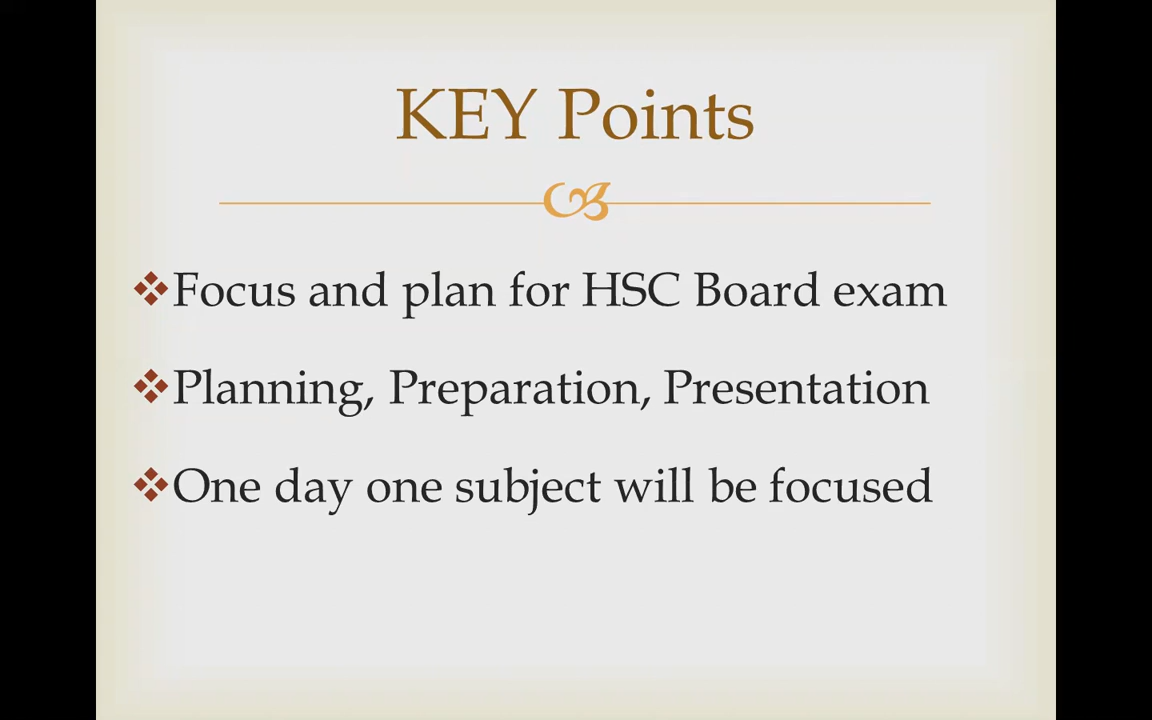 KEY Points
Focus and plan for HSC Board exam
Planning, Preparation, Presentation
One day one subject will be focused